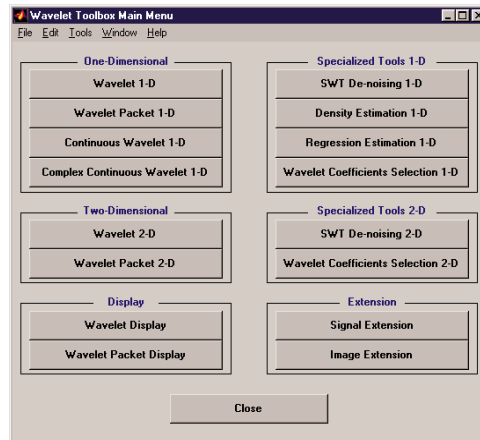 Wavelet Toolbox Main Menu
File Edit Tools Window Help
One-Dimensional
Wavelet 1-D
Wavelet Packet 1-D
Continuous Wavelet 1-D
Complex Continuous Wavelet 1-D
Specialized Tools 1-D
SWT De-noising 1-D
Density Estimation 1-D
Regression Estimation 1-D
Wavelet Coefficients Selection 1-D
Two-Dimensional
Wavelet 2-D
Wavelet Packet 2-D
Specialized Tools 2-D
SWT De-noising 2-D
Wavelet Coefficients Selection 2-D
Display
Wavelet Display
Wavelet Packet Display
Extension
Signal Extension
Image Extension
Close